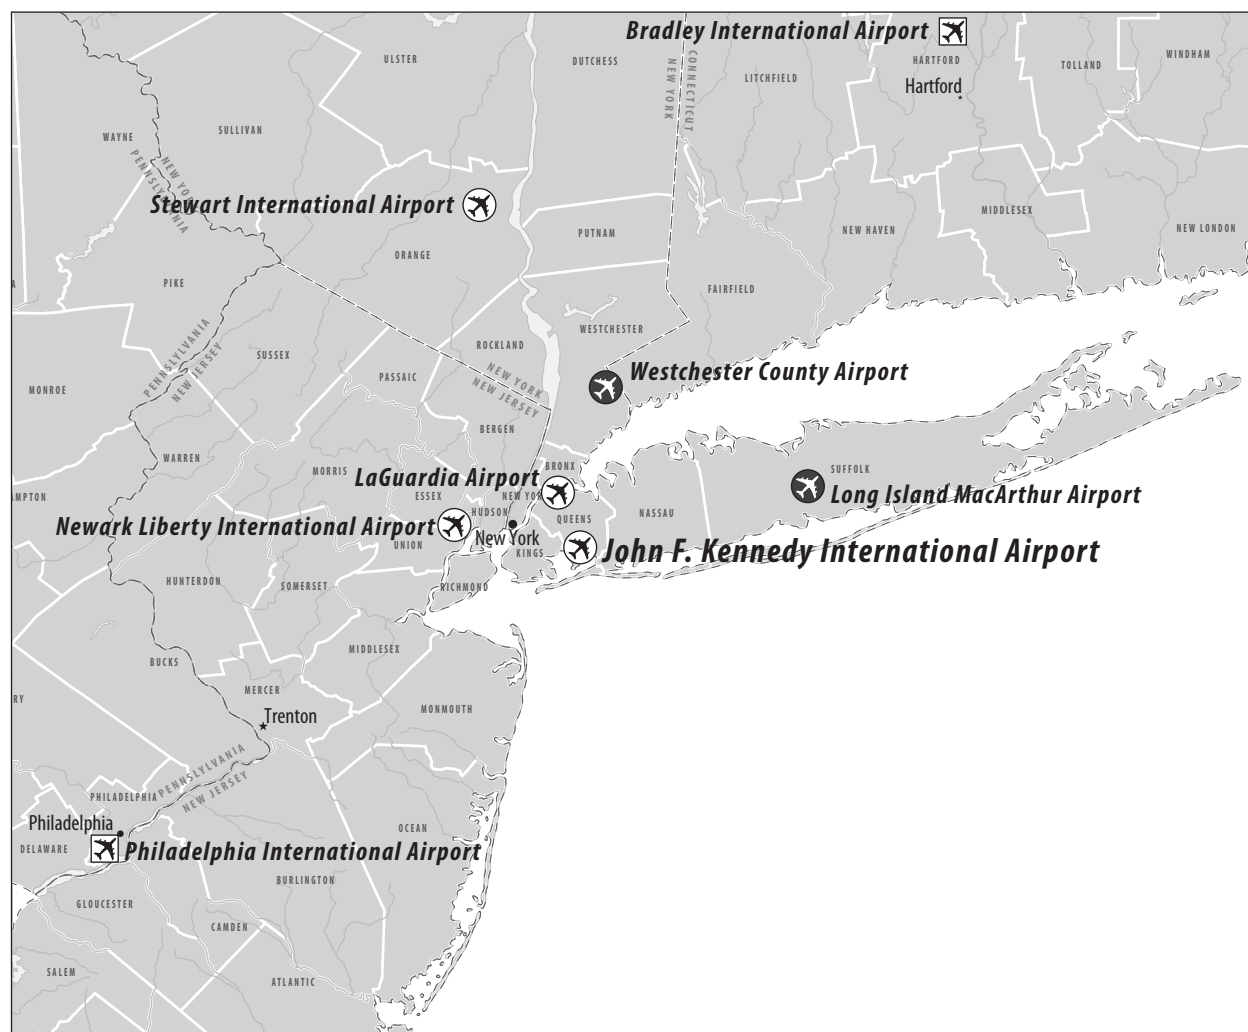 Bradley International Airport
ULSTER
DUTCHESS
NEW YORK
CONNECTICUT
LITCHFIELD
HARTFORD
Hartford
TOLLAND
WINDHAM
WAYNE
SULLIVAN
NEW YORK
PENNSYLVANIA
Stewart International Airport
ORANGE
PUTNAM
NEW HAVEN
MIDDLESEX
NEW LONDON
PIKE
FAIRFIELD
WESTCHESTER
ROCKLAND
PENNSYLVANIA
NEW JERSEY
SUSSEX
PASSAIC
NEW YORK
NEW JERSEY
Westchester County Airport
MONROE
BERGEN
WARREN
MORRIS
BRONX
LaGuardia Airport
SUFFOLK
AMPTON
ESSEX
NEW YOR
Long Island MacArthur Airport
HUDSON
QUEENS
NASSAU
Newark Liberty International Airport
New York
UNION
KINGS
John F. Kennedy International Airport
HUNTERDON
SOMERSET
RICHMOND
BUCKS
MIDDLESEX
MERCER
RY
Trenton
MONMOUTH
PENNSYLVANIA
NEW JERSEY
PHILADELPHIA
Philadelphia
OCEAN
DELAWARE
Philadelphia International Airport
BURLINGTON
GLOUCESTER
CAMDEN
SALEM
ATLANTIC